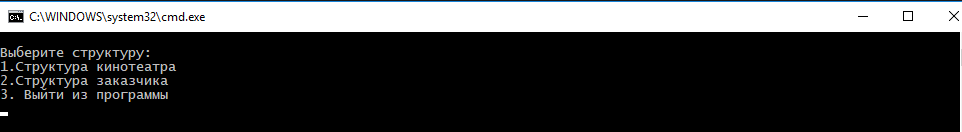 C:\WINDOWS\system32\cmd.exe
Выберите структуру:
1.Структура кинотеатра
2.Структура заказчика
3. Выйти из программы